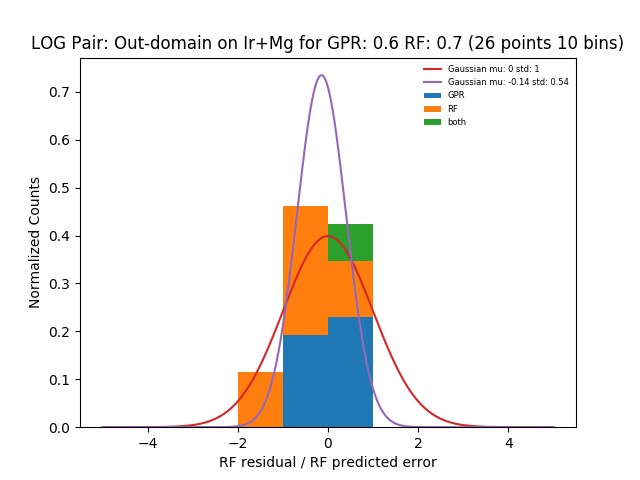 LOG Pair: Out-domain on Ir+Mg for GPR: 0.6 RF: 0.7 (26 points 10 bins)
Gaussian mu: 0 std: 1
Gaussian mu: -0.14 std: 0.54
GPR
RF
both
Normalized Counts
0.7
0.6
0.5
0.4
0.3
0.2
0.1
0.0
−4 −2 0 2 4
RF residual / RF predicted error